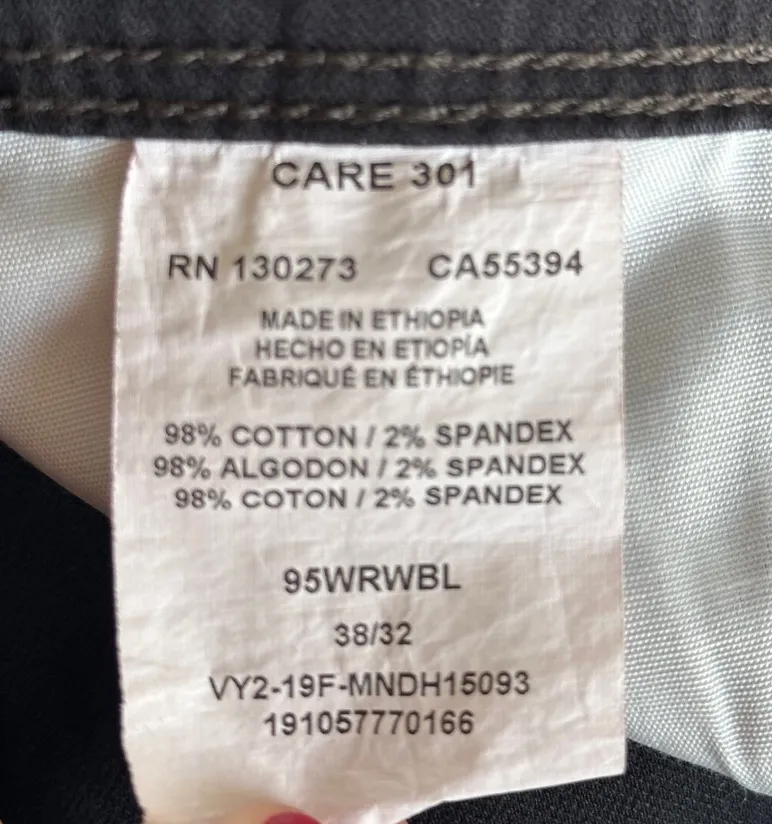 CARE 301
RN 130273 CA55394
MADE IN ETHIOPIA
HECHO EN ETIOPÍA
FABRIQUÉ EN ÉTHIOPIE
98% COTTON / 2% SPANDEX
98% ALGODON / 2% SPANDEX
98% COTON / 2% SPANDEX
95WRWBL
38/32
VY2-19F-MNDH15093
191057770166